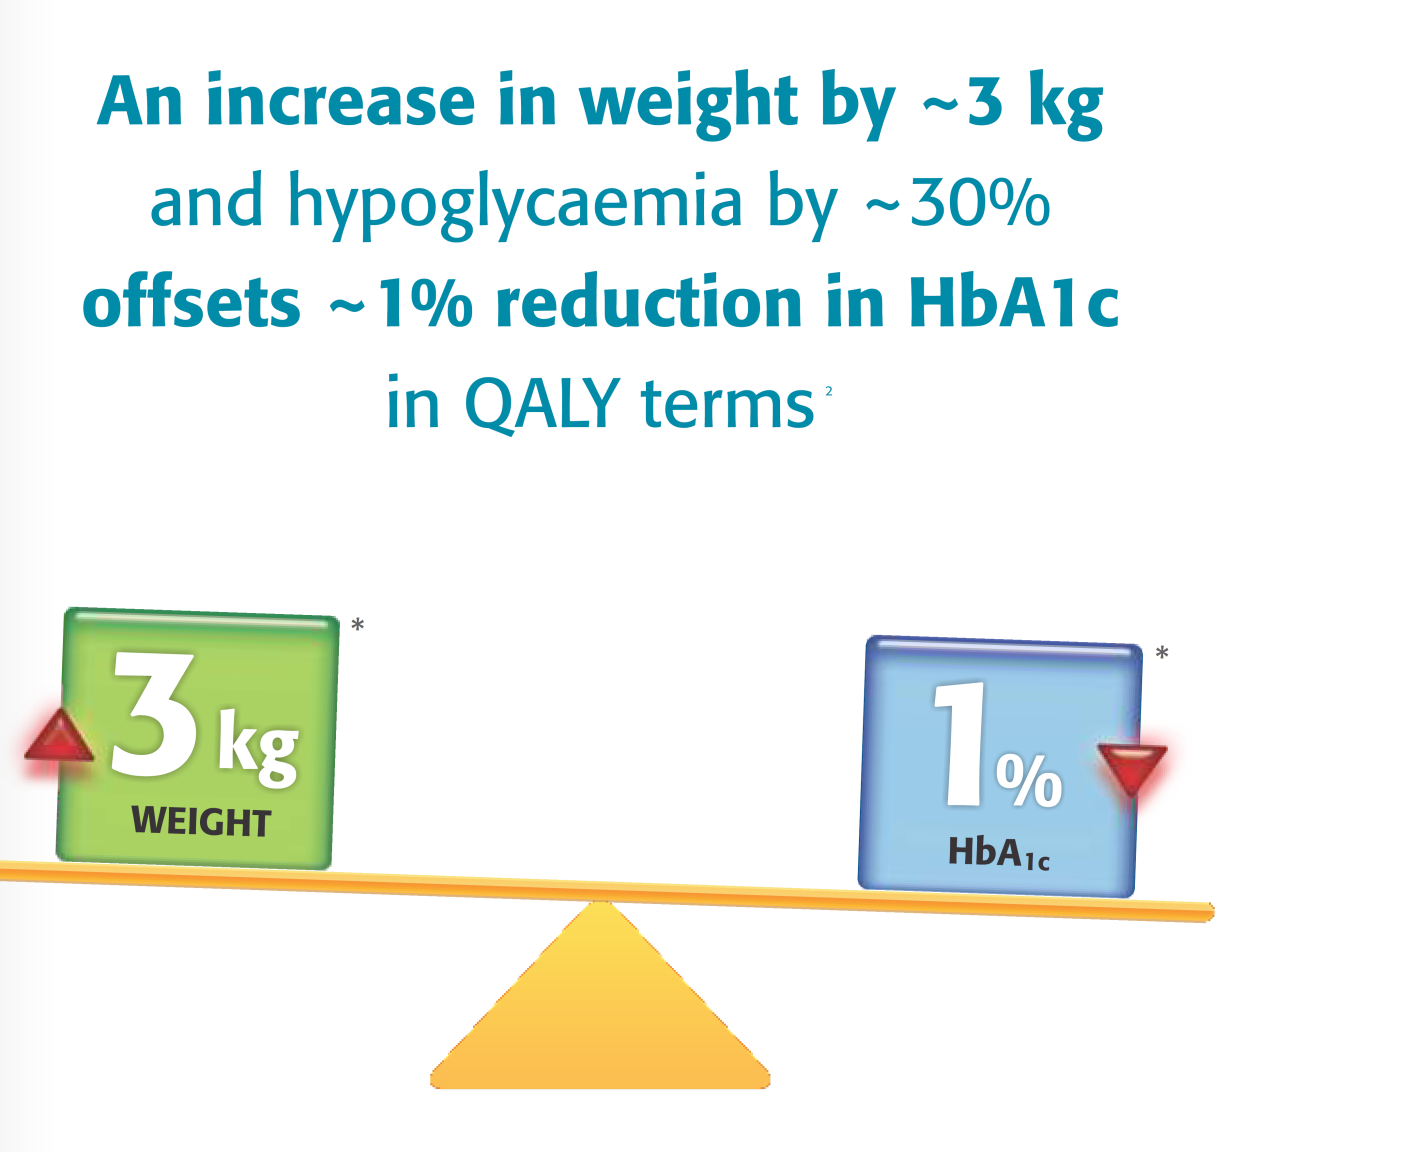 An increase in weight by ~3 kg
and hypoglycaemia by ~30%
offsets ~1% reduction in HbA1c
in QALY terms 2
3 kg *
WEIGHT
1% *
HbA1c